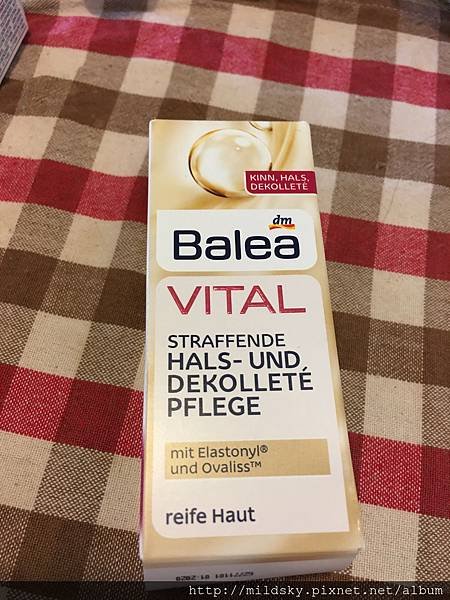 KINN, HALS,
DEKOLLETÉ
dm
Balea
VITAL
STRAFFENDE
HALS- UND
DEKOLLETÉ
PFLEGE
mit Elastonyl®
und Ovaliss™
reife Haut
http://mildsky.pixnet.net/album